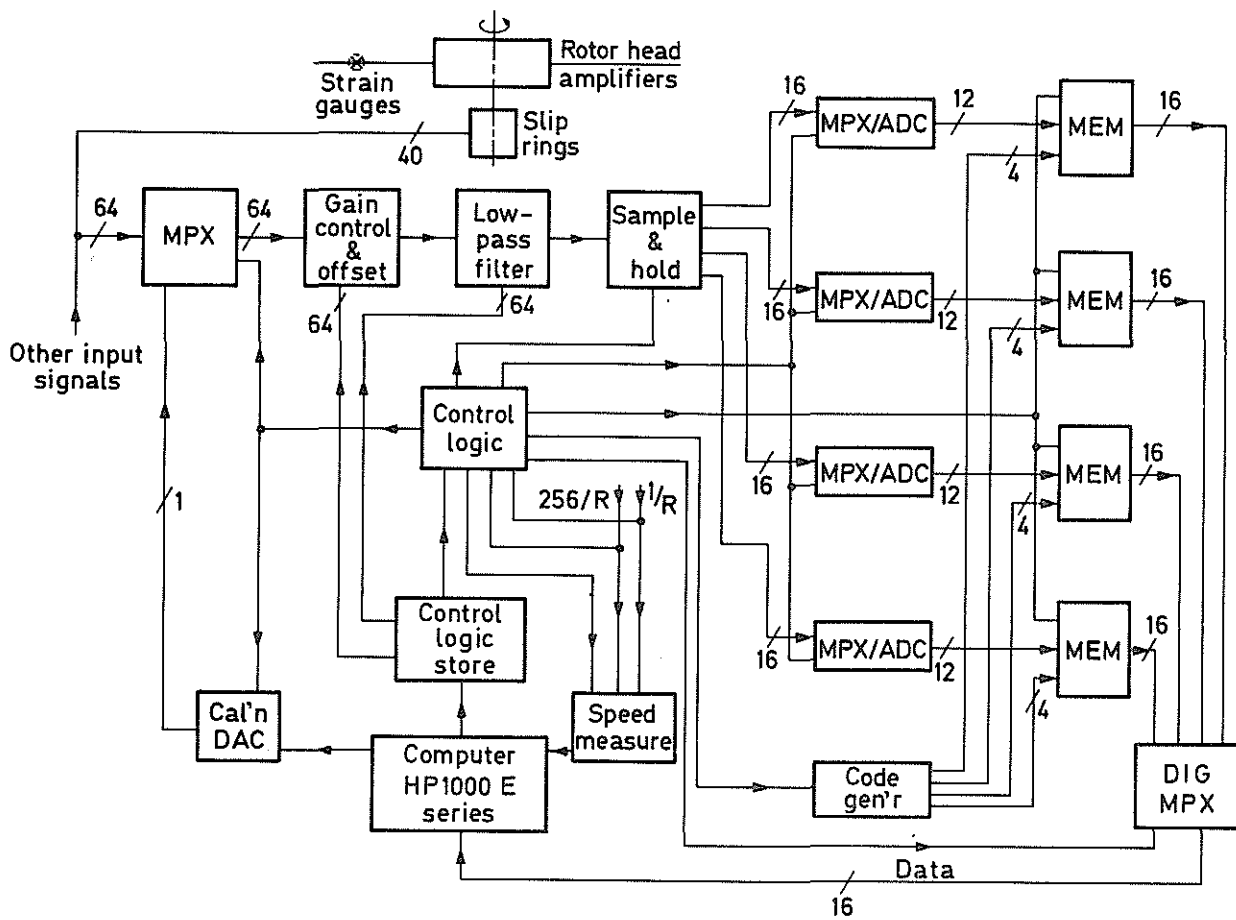 Rotor head
amplifiers
Strain
gauges
Slip
rings
40
64
MPX
64
Gain
control
&
offset
64
Low-
pass
filter
64
Sample
&
hold
16
MPX/ADC
12
MEM
16
4
16
MPX/ADC
12
MEM
16
4
16
MPX/ADC
12
MEM
16
4
16
MPX/ADC
12
MEM
16
4
Other input
signals
Control
logic
256/R
1/R
1
Control
logic
store
Cal'n
DAC
Computer
HP1000 E
series
Speed
measure
Code
gen'r
DIG
MPX
Data
16